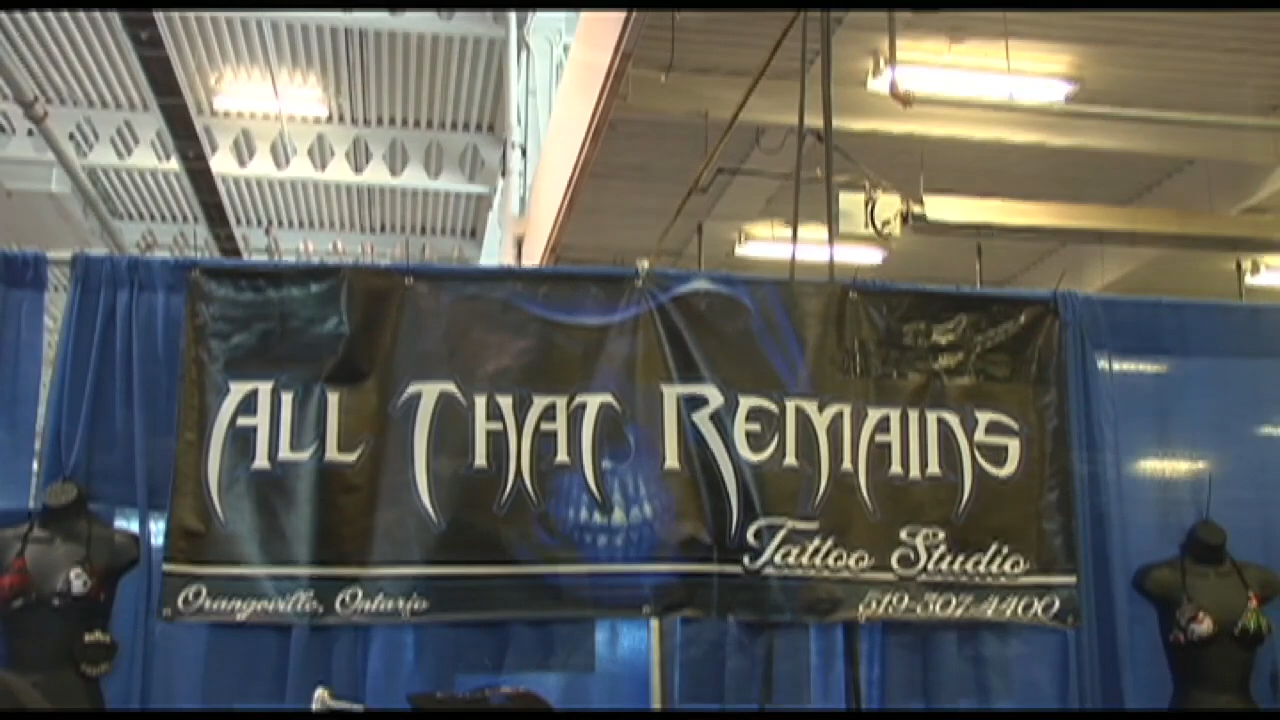 All That Remains
Tattoo Studio
Orangeville, Ontario
519-307-4400